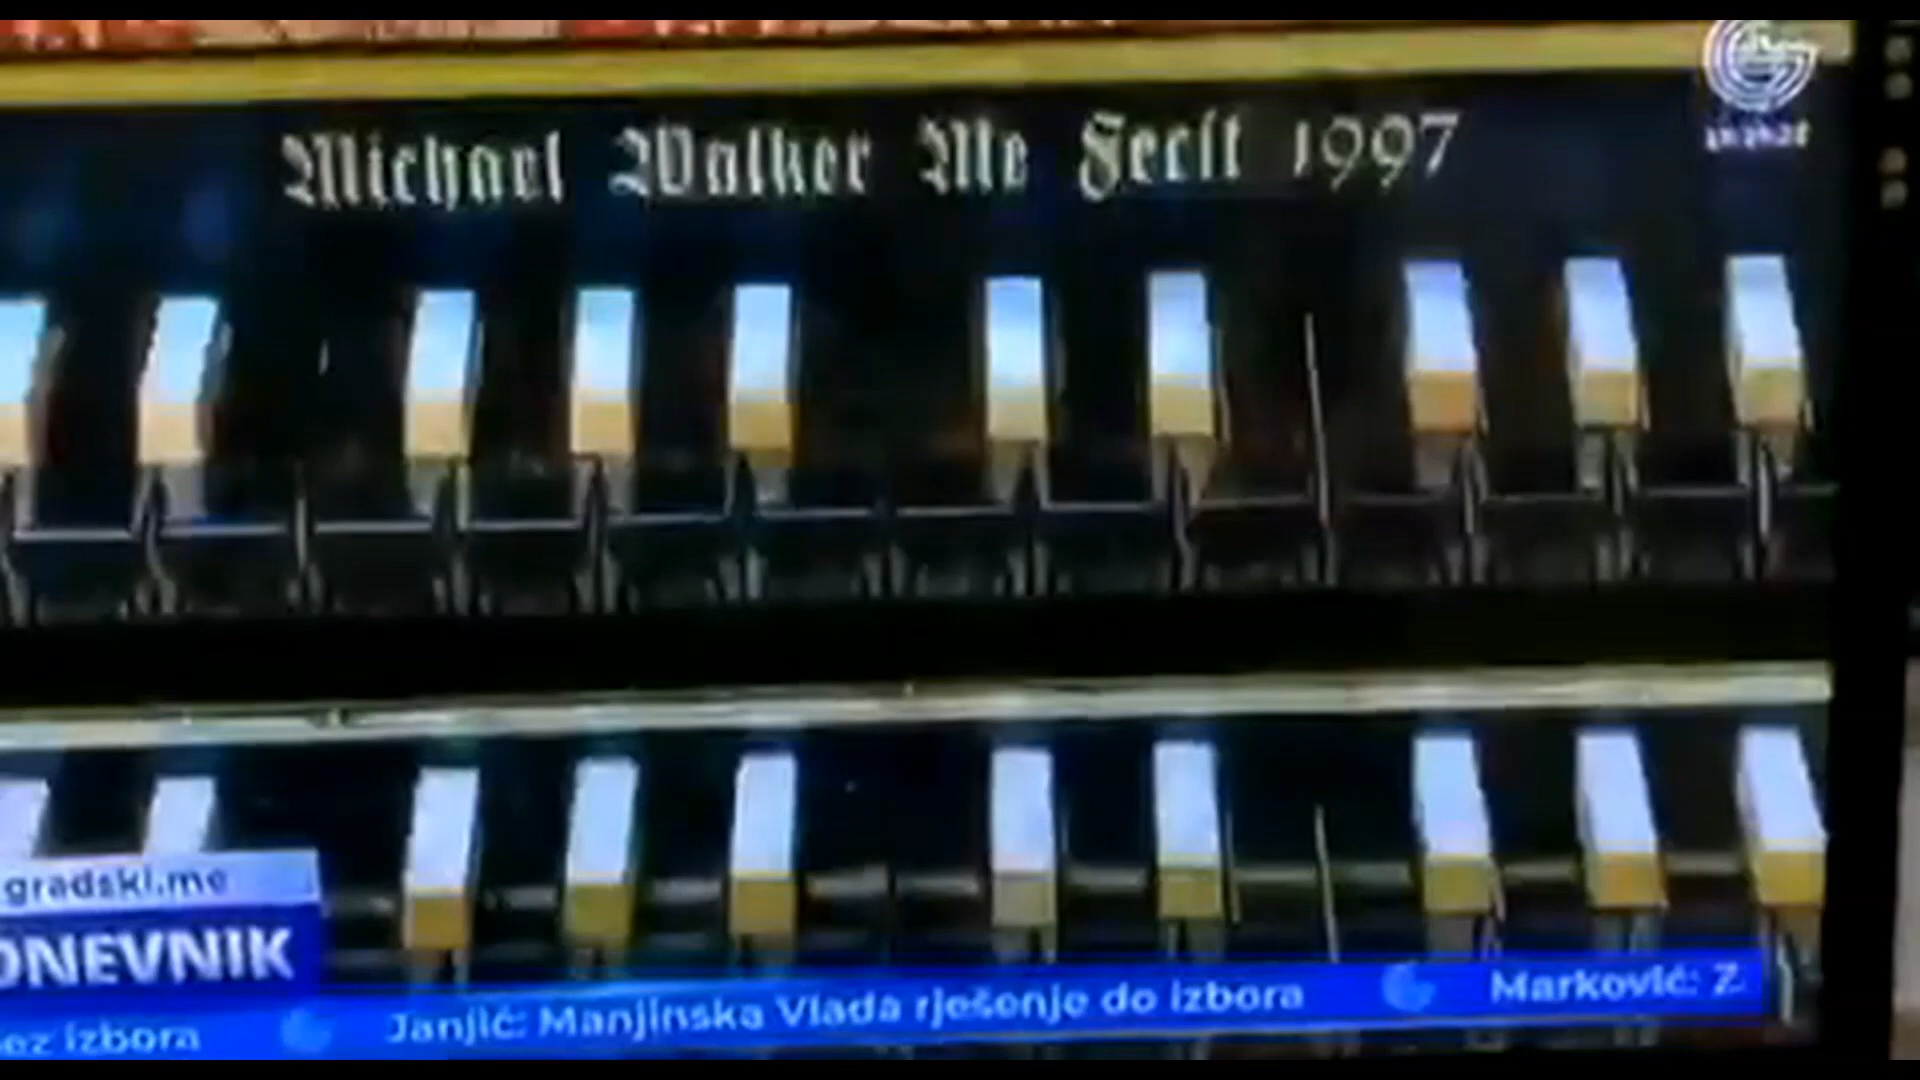 Michael Walker Me Fecit 1997
gradski.me
DNEVNIK
ez izbora Janjić: Manjinska Vlada rješenje do izbora Marković: Z